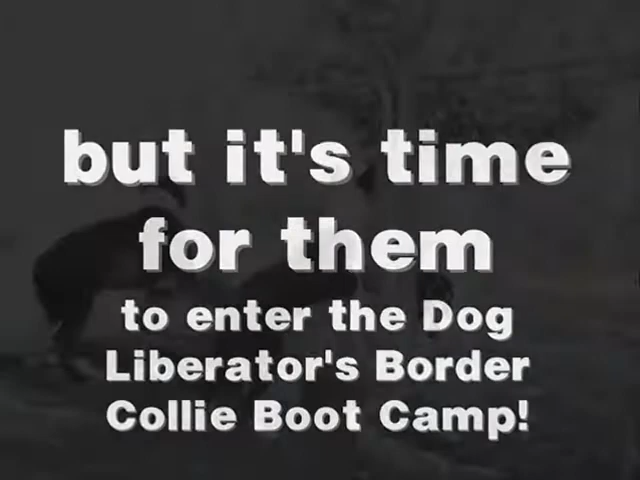 but it's time
for them
to enter the Dog
Liberator's Border
Collie Boot Camp!